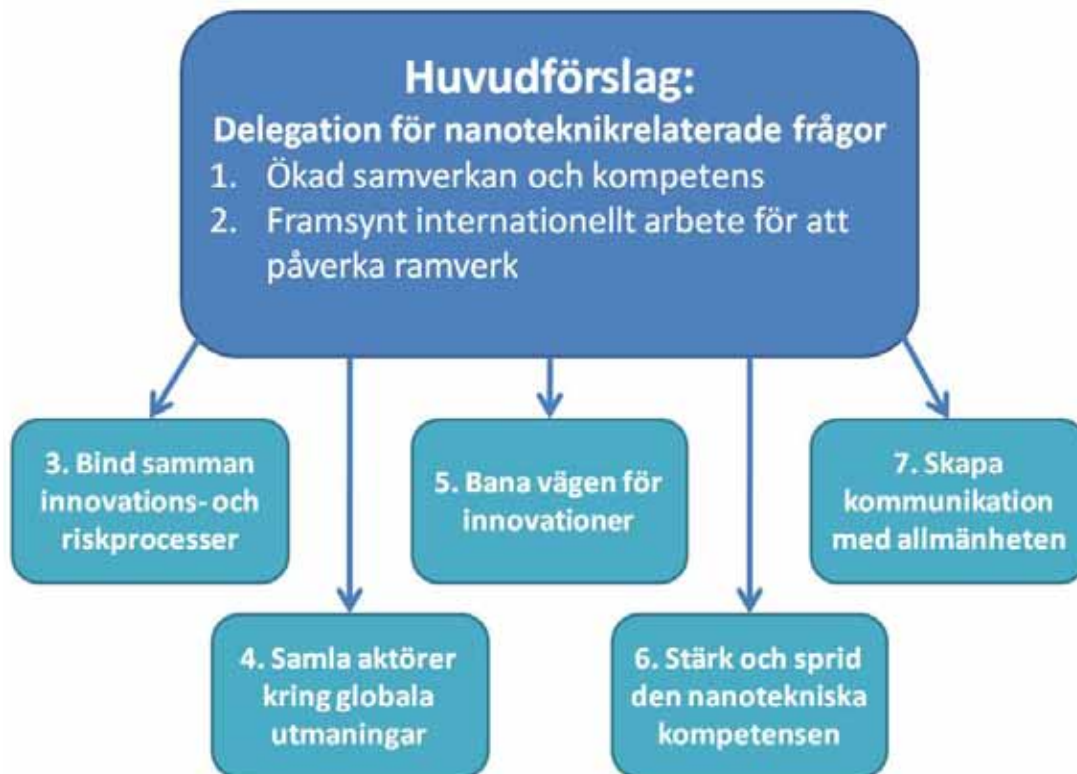 Huvudförslag:
Delegation för nanoteknikrelaterade frågor
1. Ökad samverkan och kompetens
2. Framsynt internationellt arbete för att
påverka ramverk
3. Bind samman
innovations- och
riskprocesser
4. Samla aktörer
kring globala
utmaningar
5. Bana vägen för
innovationer
6. Stärk och sprid
den nanotekniska
kompetensen
7. Skapa
kommunikation
med allmänheten